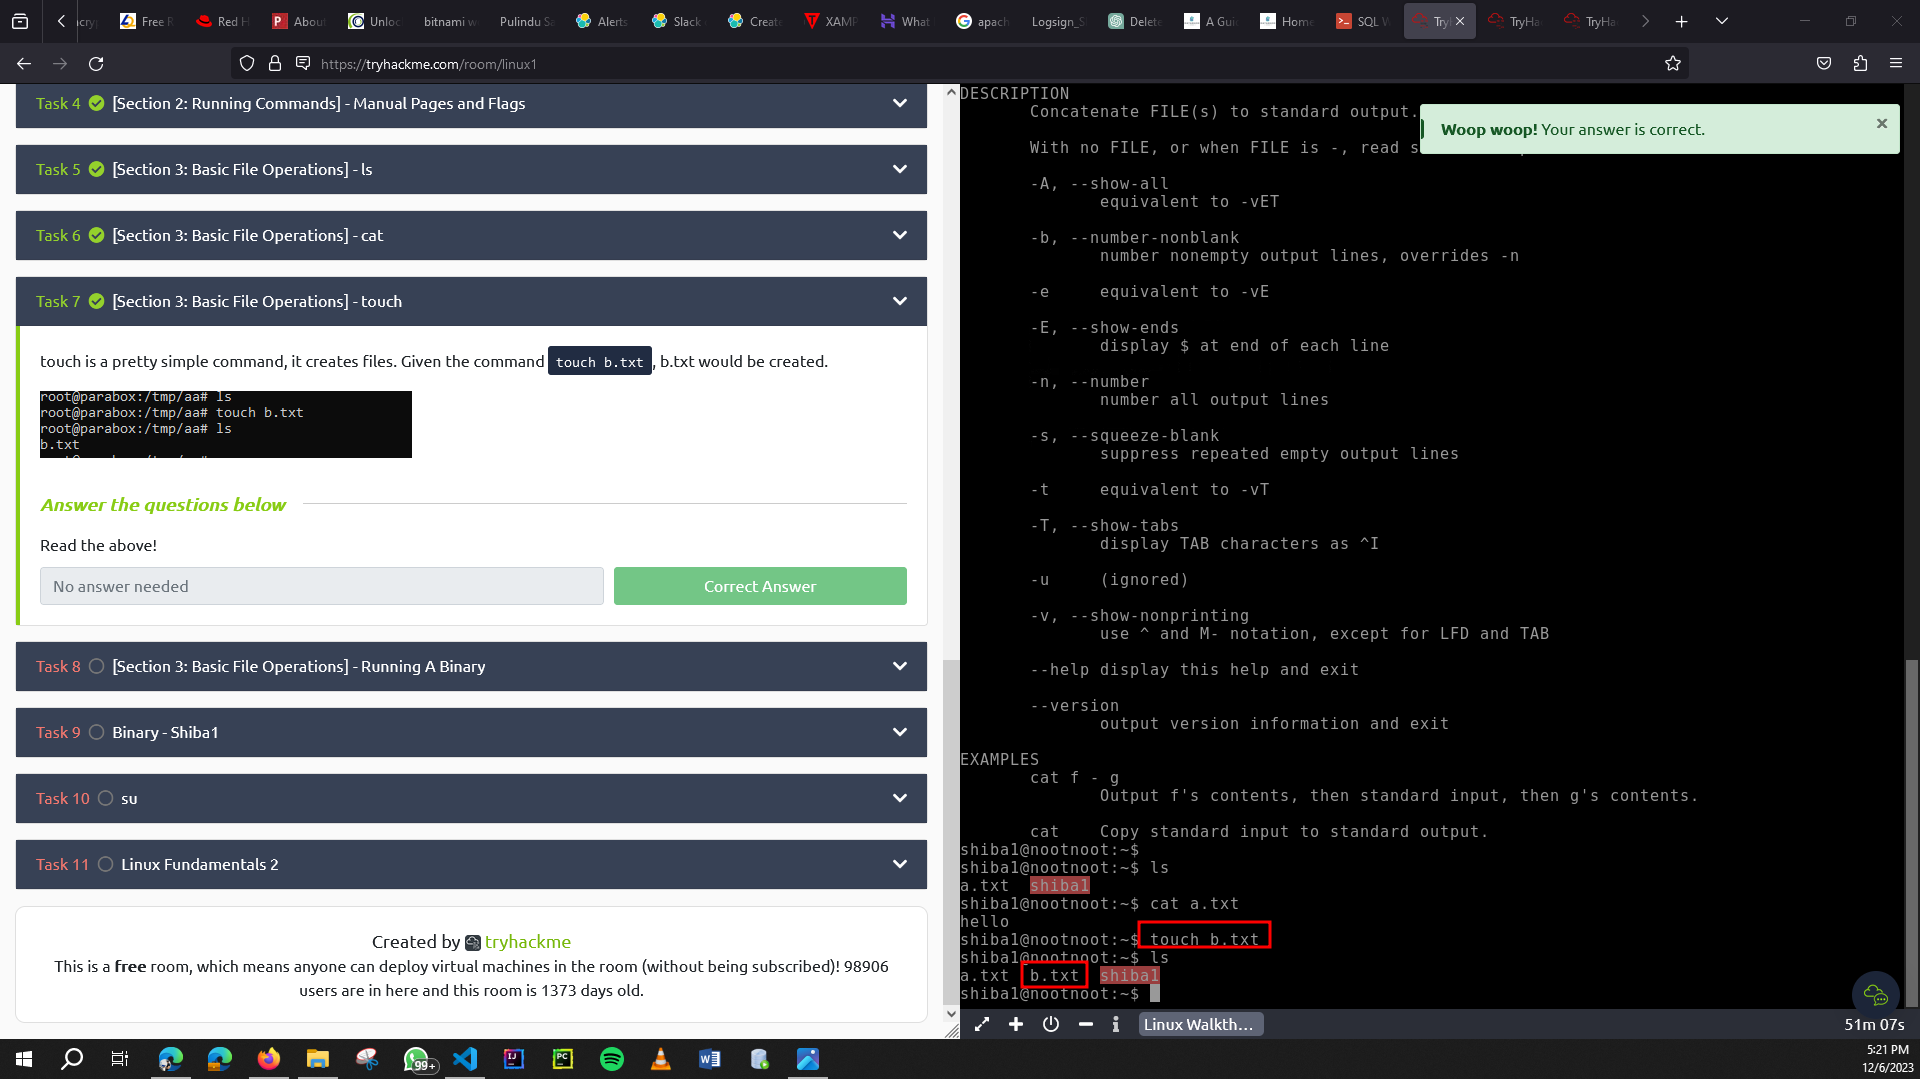 Free R
Red H
Abou
Unloc
bitnami w
Pulindu Sa
Alerts
Slack
Create
XAMP
What
apach
Logsign_S
Delete
A Gui
Home
SQL W
Try
TryHa
TryHa
https://tryhackme.com/room/linux1
Task 4 [Section 2: Running Commands] - Manual Pages and Flags
Task 5 [Section 3: Basic File Operations] - ls
Task 6 [Section 3: Basic File Operations] - cat
Task 7 [Section 3: Basic File Operations] - touch
touch is a pretty simple command, it creates files. Given the command touch b.txt, b.txt would be created.
root@parabox:/tmp/aa# ls
root@parabox:/tmp/aa# touch b.txt
root@parabox:/tmp/aa# ls
b.txt
Answer the questions below
Read the above!
No answer needed
Correct Answer
Task 8 [Section 3: Basic File Operations] - Running A Binary
Task 9 Binary - Shiba1
Task 10 su
Task 11 Linux Fundamentals 2
Created by tryhackme
This is a free room, which means anyone can deploy virtual machines in the room (without being subscribed)! 98906
users are in here and this room is 1373 days old.
DESCRIPTION
Concatenate FILE(s) to standard output.
Woop woop! Your answer is correct.
With no FILE, or when FILE is -, read s
-A, --show-all
equivalent to -vET
-b, --number-nonblank
number nonempty output lines, overrides -n
-e equivalent to -vE
-E, --show-ends
display $ at end of each line
-n, --number
number all output lines
-s, --squeeze-blank
suppress repeated empty output lines
-t equivalent to -vT
-T, --show-tabs
display TAB characters as ^I
-u (ignored)
-v, --show-nonprinting
use ^ and M- notation, except for LFD and TAB
--help display this help and exit
--version
output version information and exit
EXAMPLES
cat f - g
Output f's contents, then standard input, then g's contents.
cat Copy standard input to standard output.
shiba1@nootnoot:~$
shiba1@nootnoot:~$ ls
a.txt shiba1
shiba1@nootnoot:~$ cat a.txt
hello
shiba1@nootnoot:~$ touch b.txt
shiba1@nootnoot:~$ ls
a.txt b.txt shiba1
shiba1@nootnoot:~$
Linux Walkth...
51m 07s
99+
5:21 PM
12/6/2023